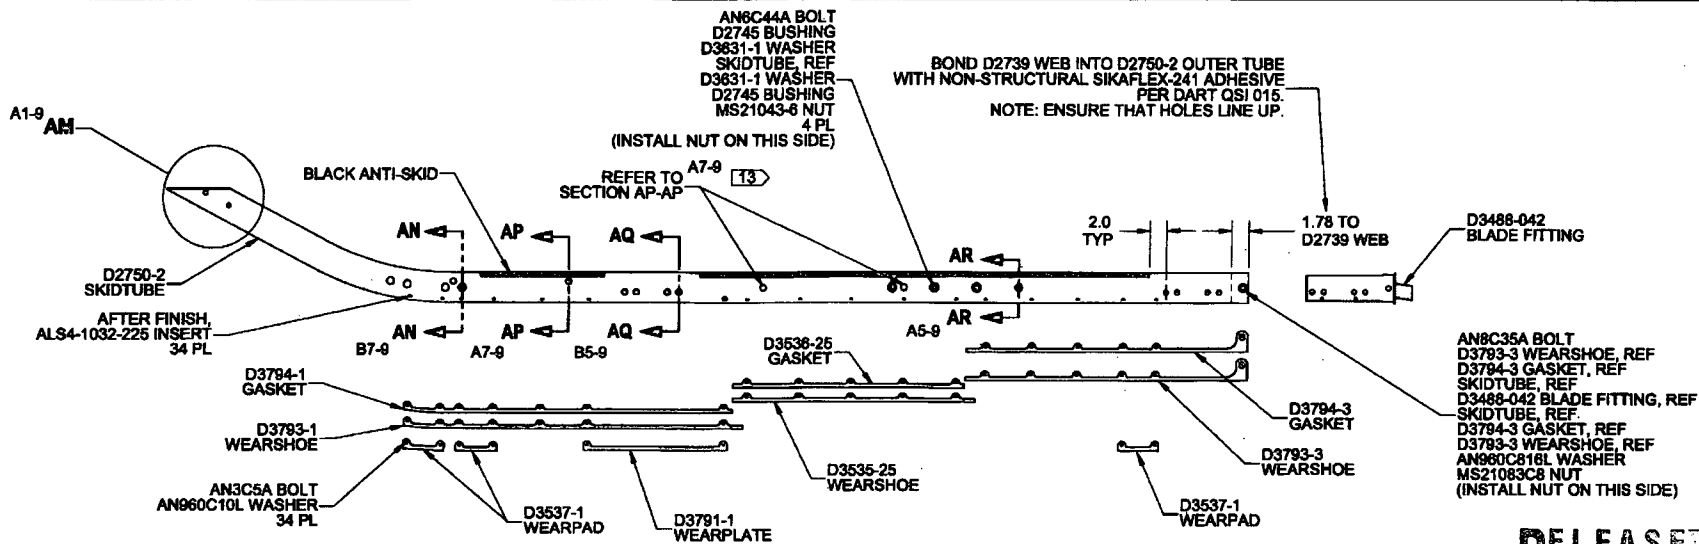 AN6C44A BOLT
D2745 BUSHING
D3631-1 WASHER
SKIDTUBE, REF
D3631-1 WASHER
D2745 BUSHING
MS21043-6 NUT
4 PL
(INSTALL NUT ON THIS SIDE)
BOND D2739 WEB INTO D2750-2 OUTER TUBE
WITH NON-STRUCTURAL SIKAFLEX-241 ADHESIVE
PER DART QSI 015.
NOTE: ENSURE THAT HOLES LINE UP.
A1-9
AM
BLACK ANTI-SKID
REFER TO
SECTION AP-AP
A7-9
13
2.0
TYP
1.78 TO
D2739 WEB
D3488-042
BLADE FITTING
AN
AP
AQ
AR
D2750-2
SKIDTUBE
AFTER FINISH,
ALS4-1032-225 INSERT
34 PL
AN
AP
AQ
AR
B7-9
A7-9
B5-9
A5-9
D3794-1
GASKET
D3536-25
GASKET
D3793-1
WEARSHOE
D3535-25
WEARSHOE
D3794-3
GASKET
D3793-3
WEARSHOE
AN3C5A BOLT
AN960C10L WASHER
34 PL
D3537-1
WEARPAD
D3791-1
WEARPLATE
D3537-1
WEARPAD
AN8C35A BOLT
D3793-3 WEARSHOE, REF
D3794-3 GASKET, REF
SKIDTUBE, REF
D3488-042 BLADE FITTING, REF
SKIDTUBE, REF.
D3794-3 GASKET, REF
D3793-3 WEARSHOE, REF
AN960C816L WASHER
MS21083C8 NUT
(INSTALL NUT ON THIS SIDE)